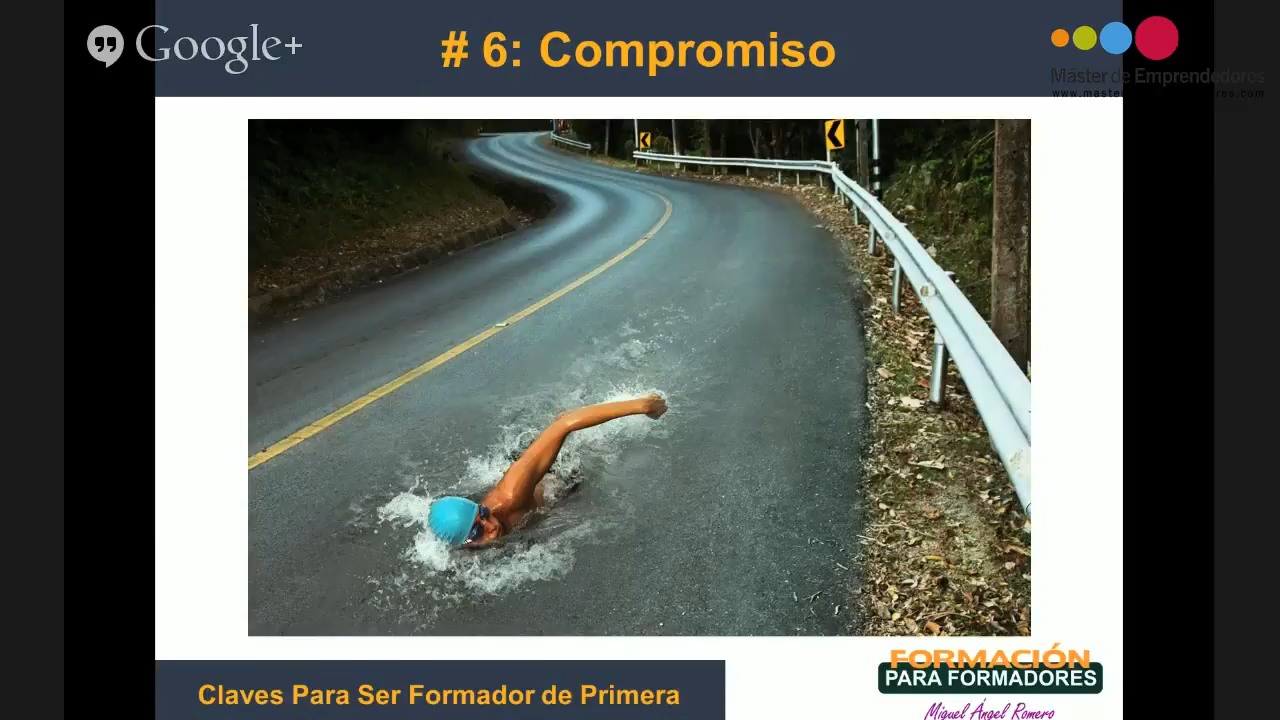 Google+
# 6: Compromiso
Máster de Emprendedores
Claves Para Ser Formador de Primera
FORMACIÓN
PARA FORMADORES
Miguel Ángel Romero